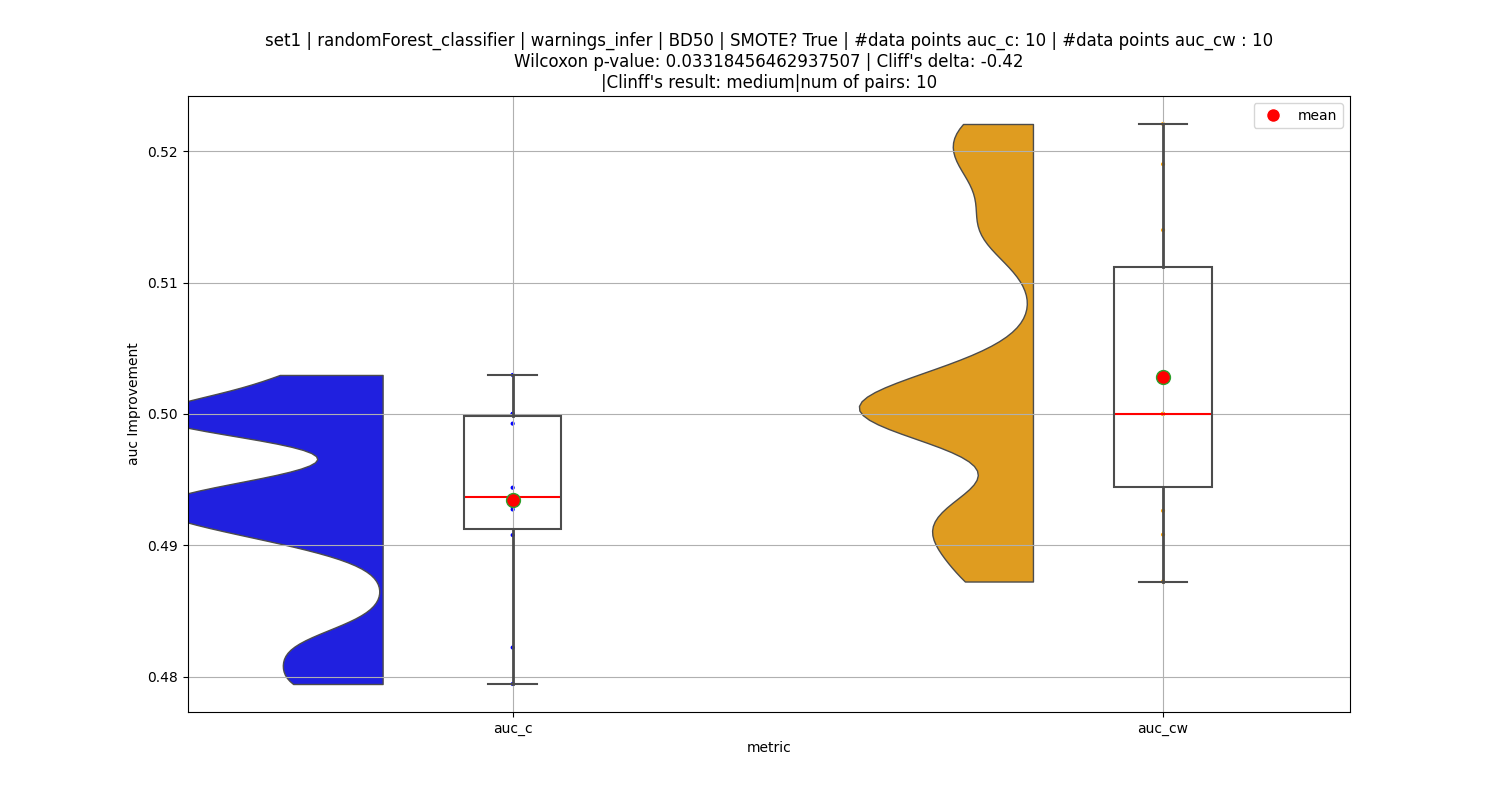 set1 | randomForest_classifier | warnings_infer | BD50 | SMOTE? True | #data points auc_c: 10 | #data points auc_cw : 10
Wilcoxon p-value: 0.03318456462937507 | Cliff's delta: -0.42
|Clinff's result: medium|num of pairs: 10
mean
0.52
0.51
0.50
0.49
0.48
auc Improvement
auc_c
auc_cw
metric